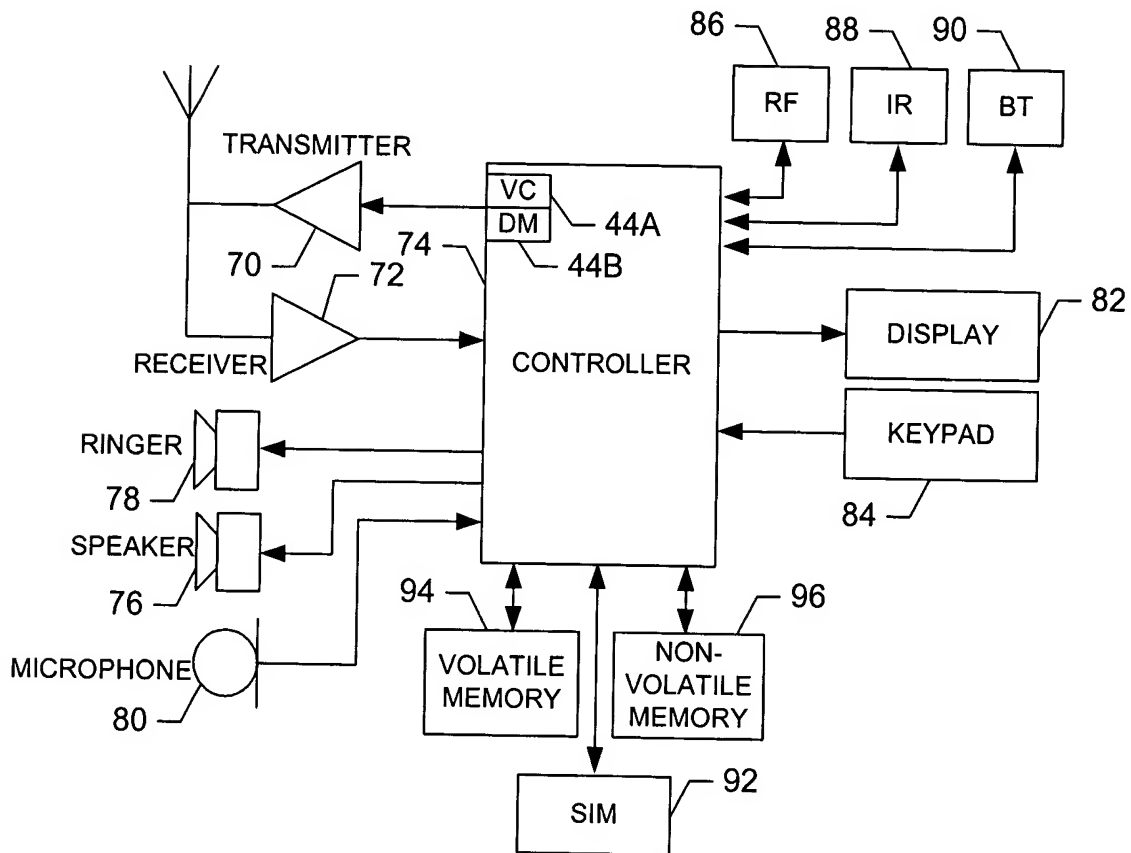 86
88
90
RF
IR
BT
TRANSMITTER
VC
DM
44A
44B
70
74
72
RECEIVER
CONTROLLER
DISPLAY
82
KEYPAD
84
RINGER
78
SPEAKER
76
MICROPHONE
80
94
96
VOLATILE
MEMORY
NON-
VOLATILE
MEMORY
SIM
92